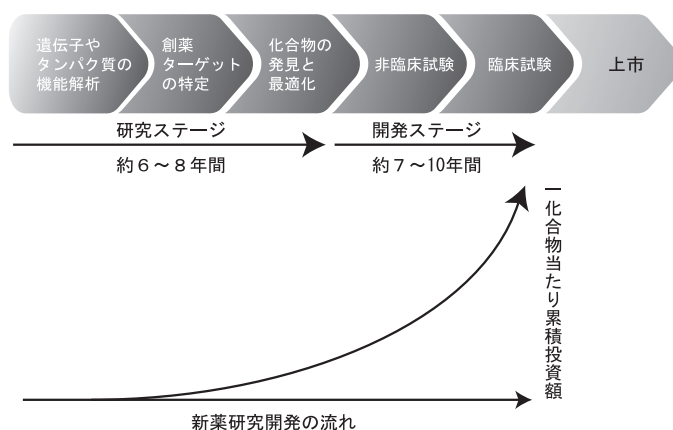 遺伝子や
タンパク質の
機能解析
創薬
ターゲット
の特定
化合物の
発見と
最適化
非臨床試験
臨床試験
上市
研究ステージ
約6~8年間
開発ステージ
約7~10年間
一化合物当たり累積投資額
新薬研究開発の流れ